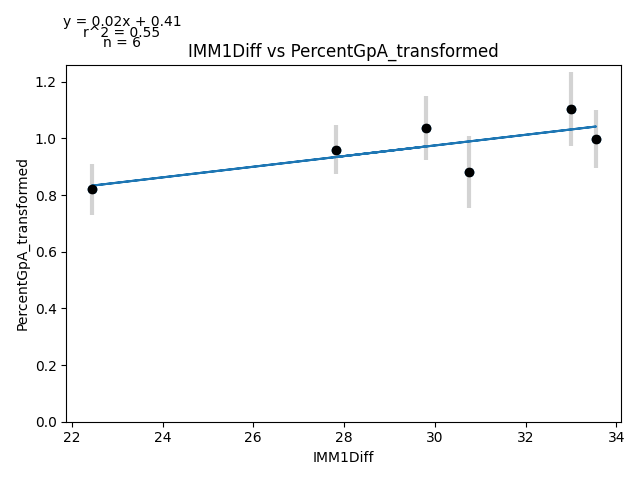 y = 0.02x + 0.41
r^2 = 0.55
n = 6
IMM1Diff vs PercentGpA_transformed
PercentGpA_transformed
1.2
1.0
0.8
0.6
0.4
0.2
0.0
22 24 26 28 30 32 34
IMM1Diff